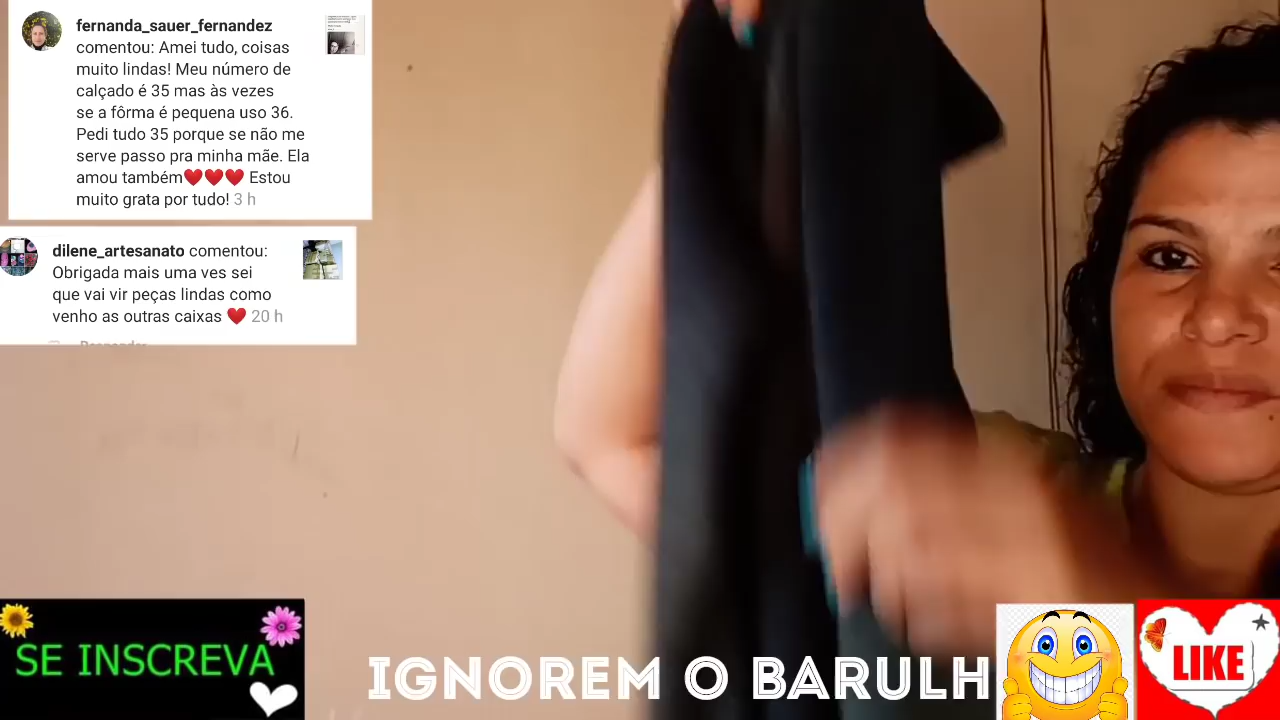 fernanda_sauer_fernandez
comentou: Amei tudo, coisas
muito lindas! Meu número de
calçado é 35 mas às vezes
se a fôrma é pequena uso 36.
Pedi tudo 35 porque se não me
serve passo pra minha mãe. Ela
amou também❤️❤️❤️ Estou
muito grata por tudo! 3 h
dilene_artesanato comentou:
Obrigada mais uma ves sei
que vai vir peças lindas como
venho as outras caixas ❤️ 20 h
SE INSCREVA
IGNOREM O BARULH
LIKE